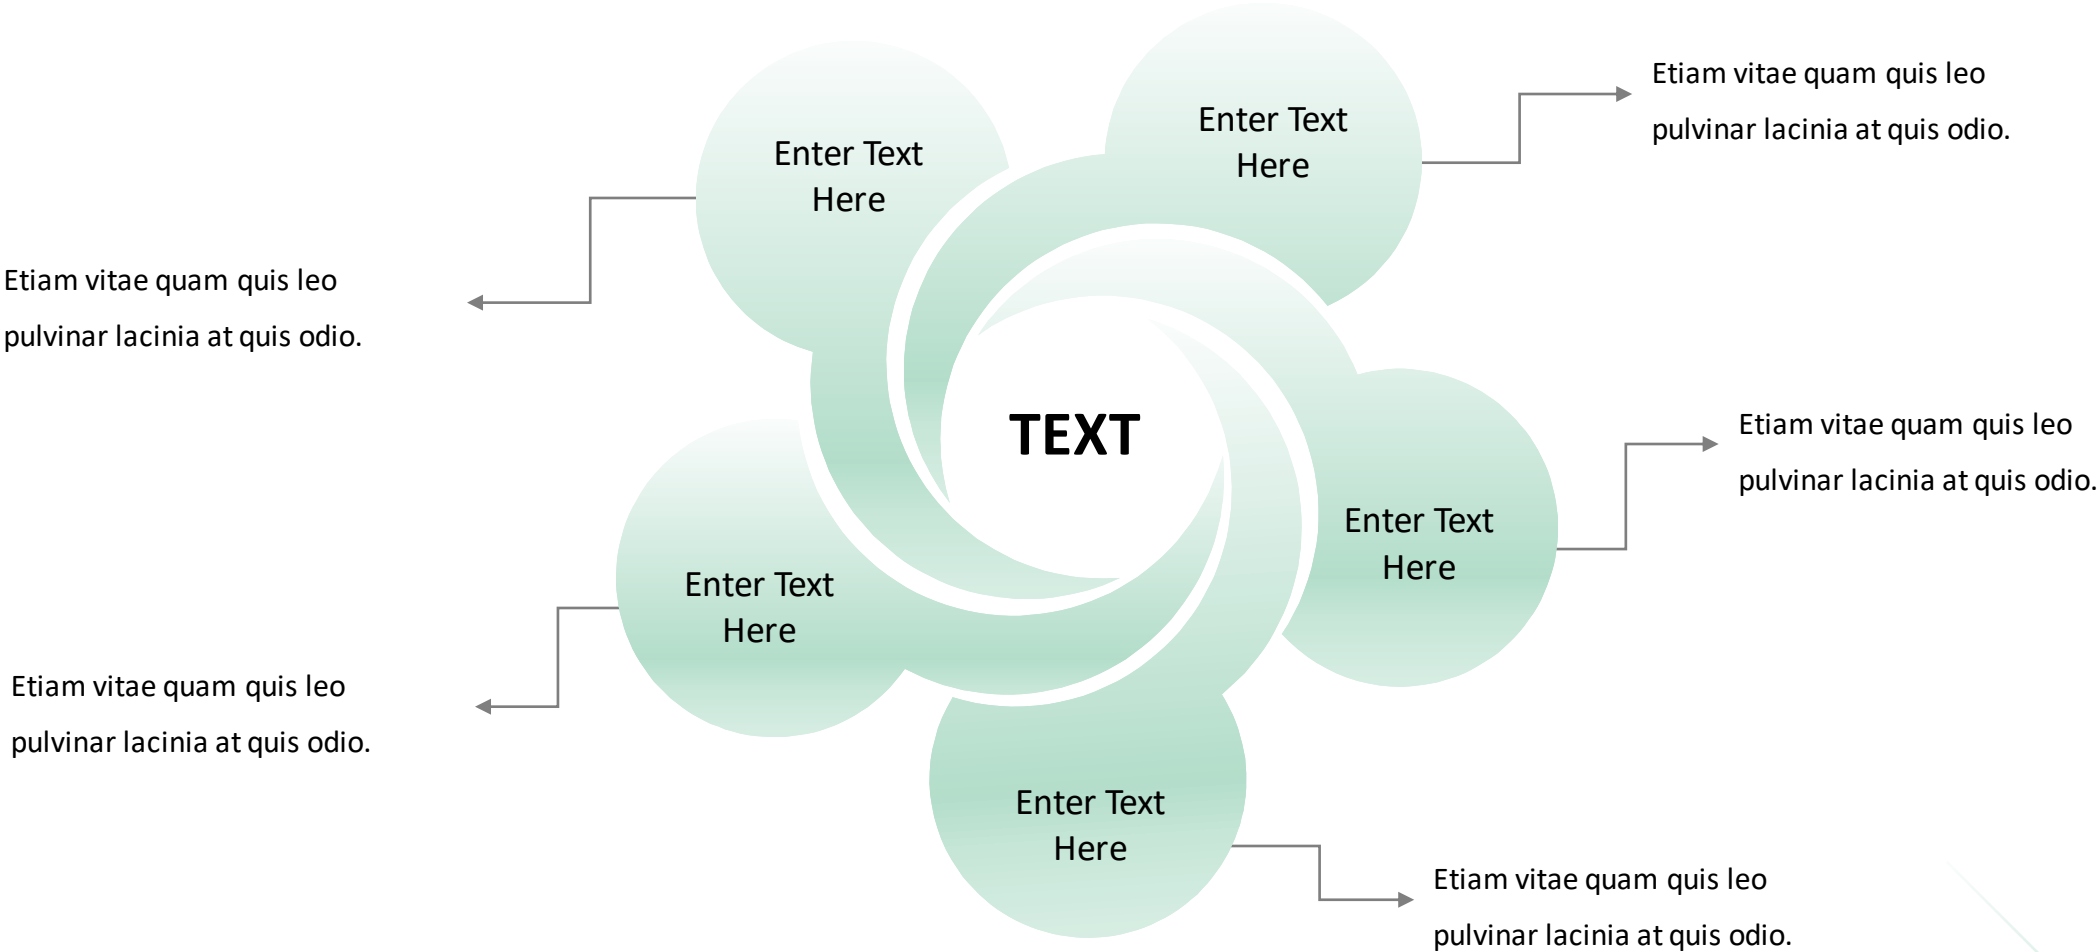 Enter Text
Here
Etiam vitae quam quis leo
pulvinar lacinia at quis odio.
Enter Text
Here
Etiam vitae quam quis leo
pulvinar lacinia at quis odio.
TEXT
Enter Text
Here
Etiam vitae quam quis leo
pulvinar lacinia at quis odio.
Enter Text
Here
Etiam vitae quam quis leo
pulvinar lacinia at quis odio.
Enter Text
Here
Etiam vitae quam quis leo
pulvinar lacinia at quis odio.